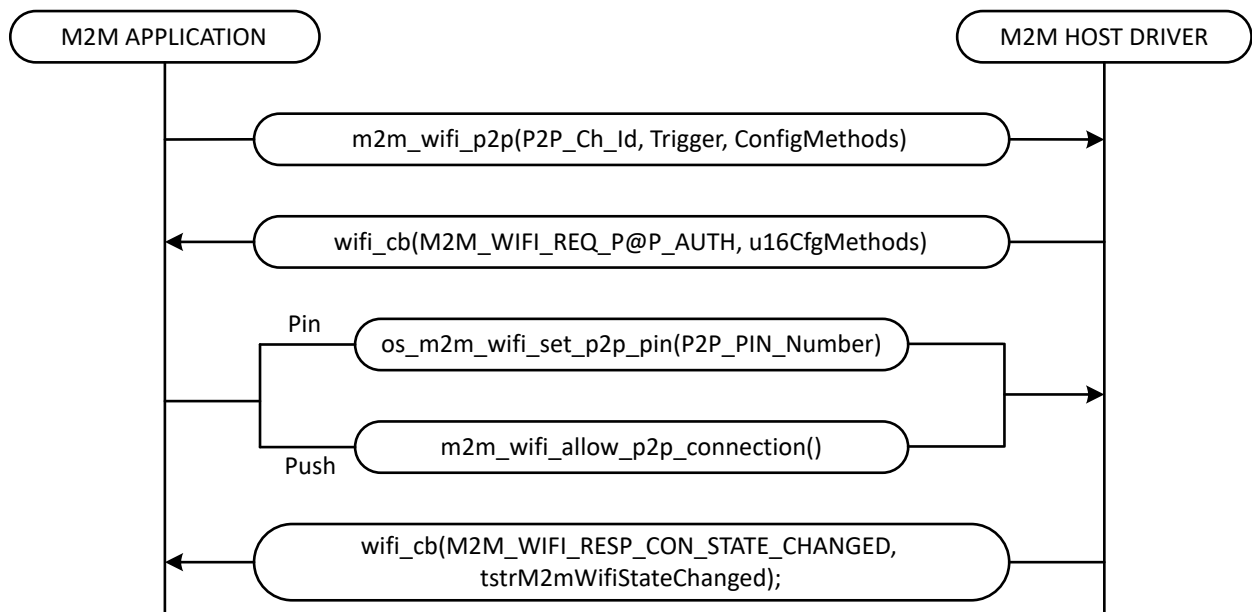 M2M APPLICATION
M2M HOST DRIVER
m2m_wifi_p2p(P2P_Ch_Id, Trigger, ConfigMethods)
wifi_cb(M2M_WIFI_REQ_P@P_AUTH, u16CfgMethods)
Pin
os_m2m_wifi_set_p2p_pin(P2P_PIN_Number)
m2m_wifi_allow_p2p_connection()
Push
wifi_cb(M2M_WIFI_RESP_CON_STATE_CHANGED,
tstrM2mWifiStateChanged);